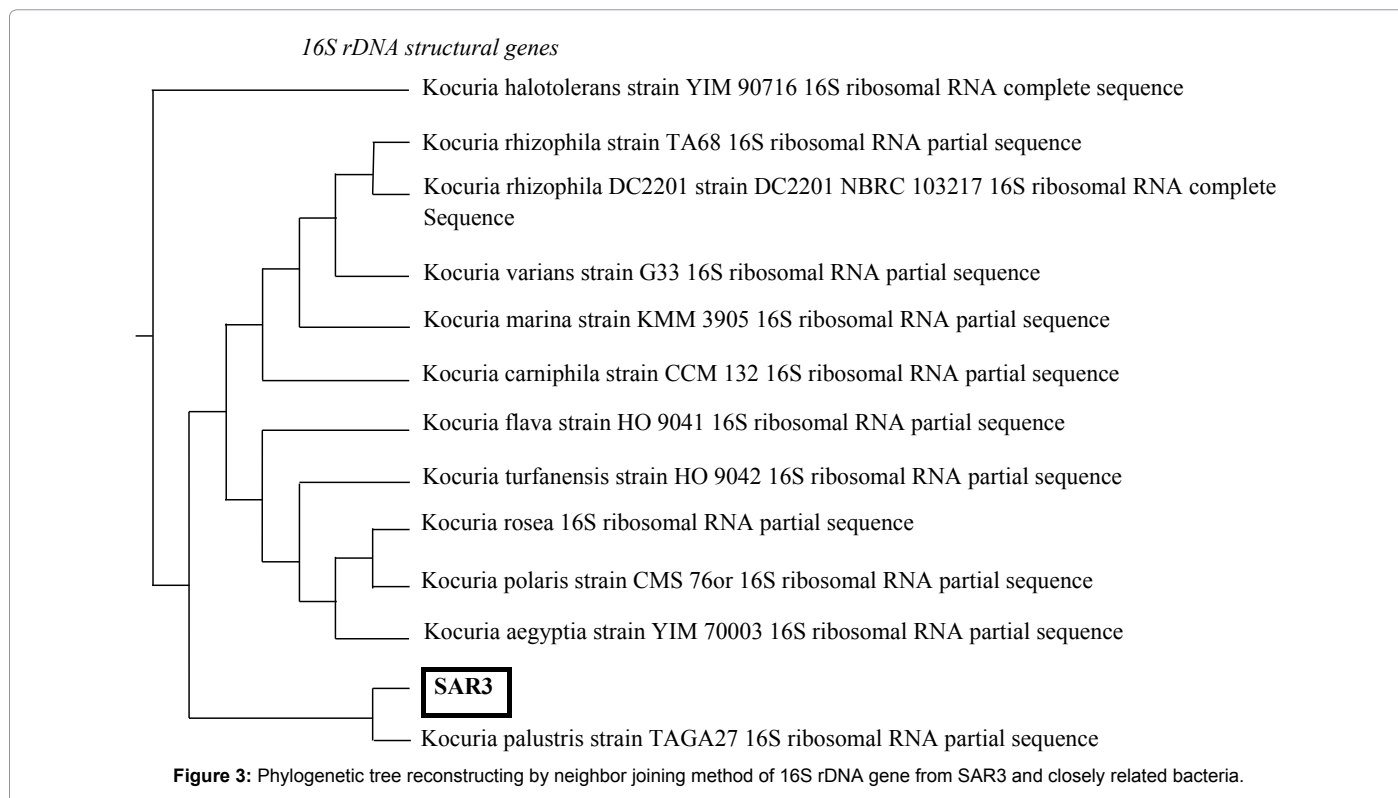 16S rDNA structural genes
Kocuria halotolerans strain YIM 90716 16S ribosomal RNA complete sequence
Kocuria rhizophila strain TA68 16S ribosomal RNA partial sequence
Kocuria rhizophila DC2201 strain DC2201 NBRC 103217 16S ribosomal RNA complete
Sequence
Kocuria varians strain G33 16S ribosomal RNA partial sequence
Kocuria marina strain KMM 3905 16S ribosomal RNA partial sequence
Kocuria carniphila strain CCM 132 16S ribosomal RNA partial sequence
Kocuria flava strain HO 9041 16S ribosomal RNA partial sequence
Kocuria turfanensis strain HO 9042 16S ribosomal RNA partial sequence
Kocuria rosea 16S ribosomal RNA partial sequence
Kocuria polaris strain CMS 76or 16S ribosomal RNA partial sequence
Kocuria aegyptia strain YIM 70003 16S ribosomal RNA partial sequence
SAR3
Kocuria palustris strain TAGA27 16S ribosomal RNA partial sequence
Figure 3: Phylogenetic tree reconstructing by neighbor joining method of 16S rDNA gene from SAR3 and closely related bacteria.